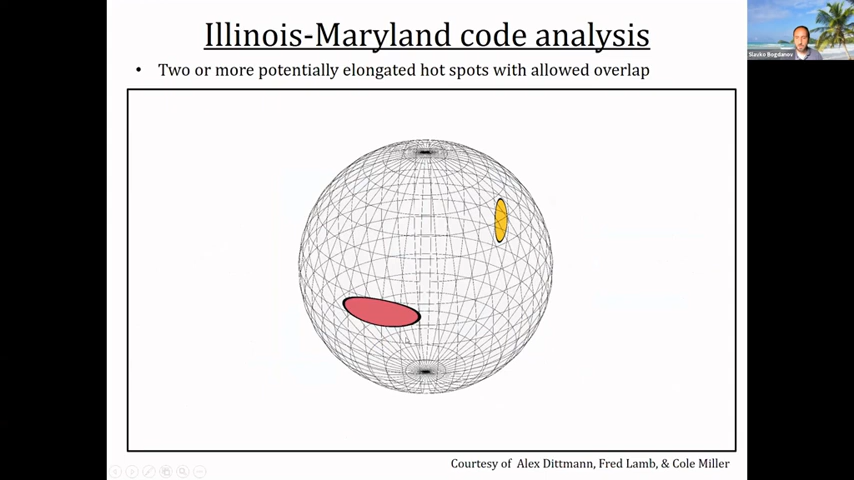 Illinois-Maryland code analysis
• Two or more potentially elongated hot spots with allowed overlap
Slavko Bogdanov
Courtesy of Alex Dittmann, Fred Lamb, & Cole Miller